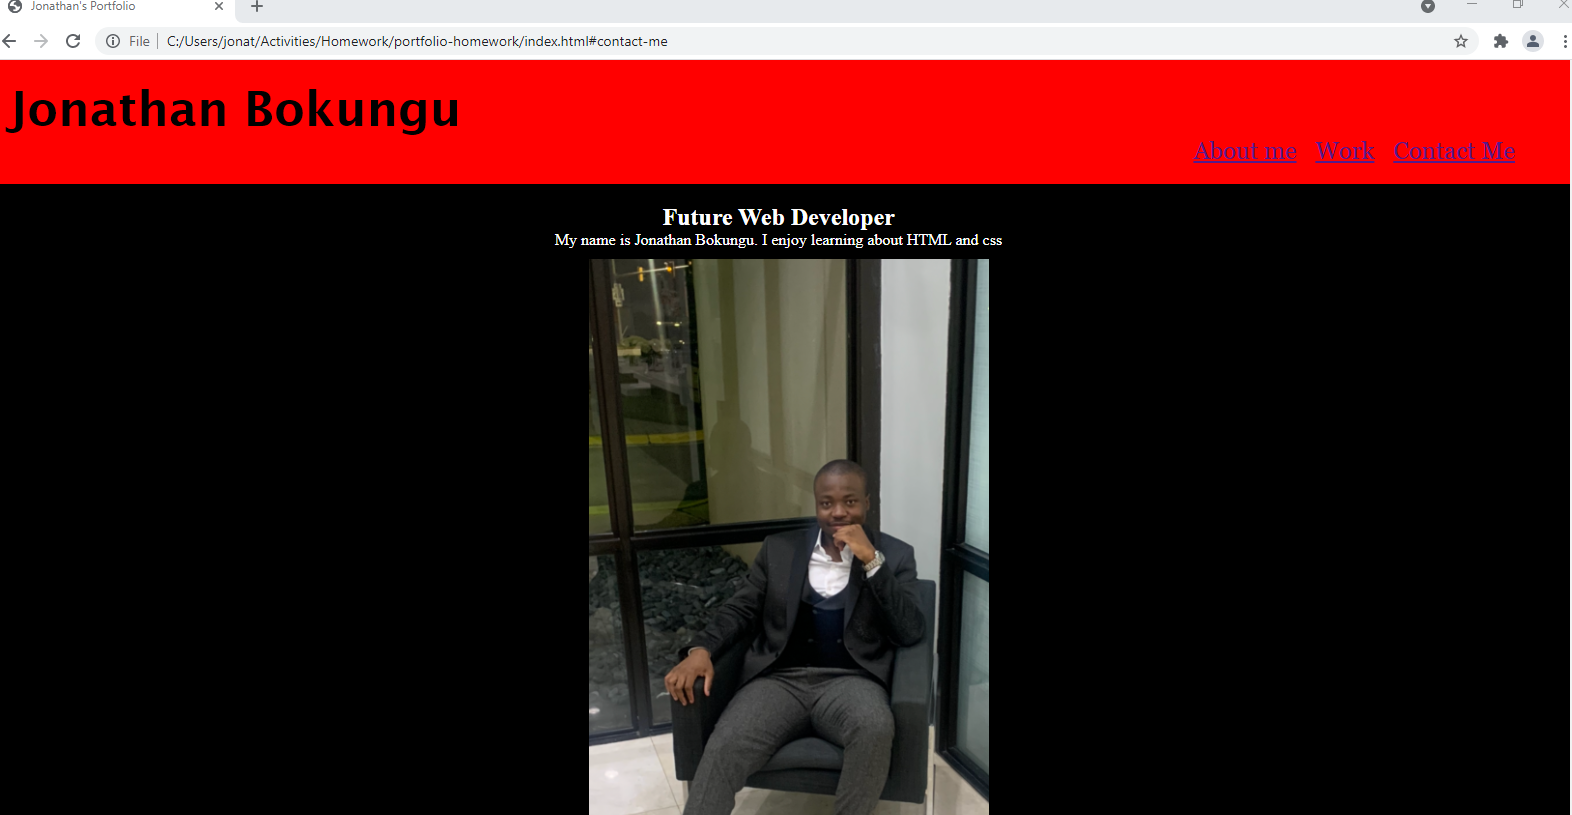 Jonathan's Portfolio
File
C:/Users/jonat/Activities/Homework/portfolio-homework/index.html#contact-me
Jonathan Bokungu
About me Work Contact Me
Future Web Developer
My name is Jonathan Bokungu. I enjoy learning about HTML and css